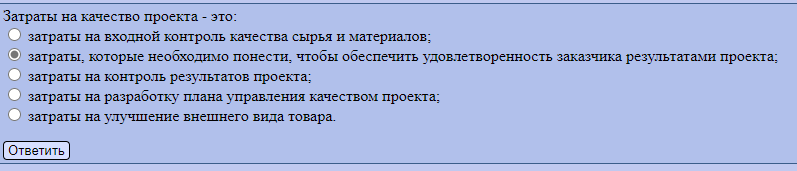 Затраты на качество проекта - это:
затраты на входной контроль качества сырья и материалов;
затраты, которые необходимо понести, чтобы обеспечить удовлетворенность заказчика результатами проекта;
затраты на контроль результатов проекта;
затраты на разработку плана управления качеством проекта;
затраты на улучшение внешнего вида товара.
Ответить